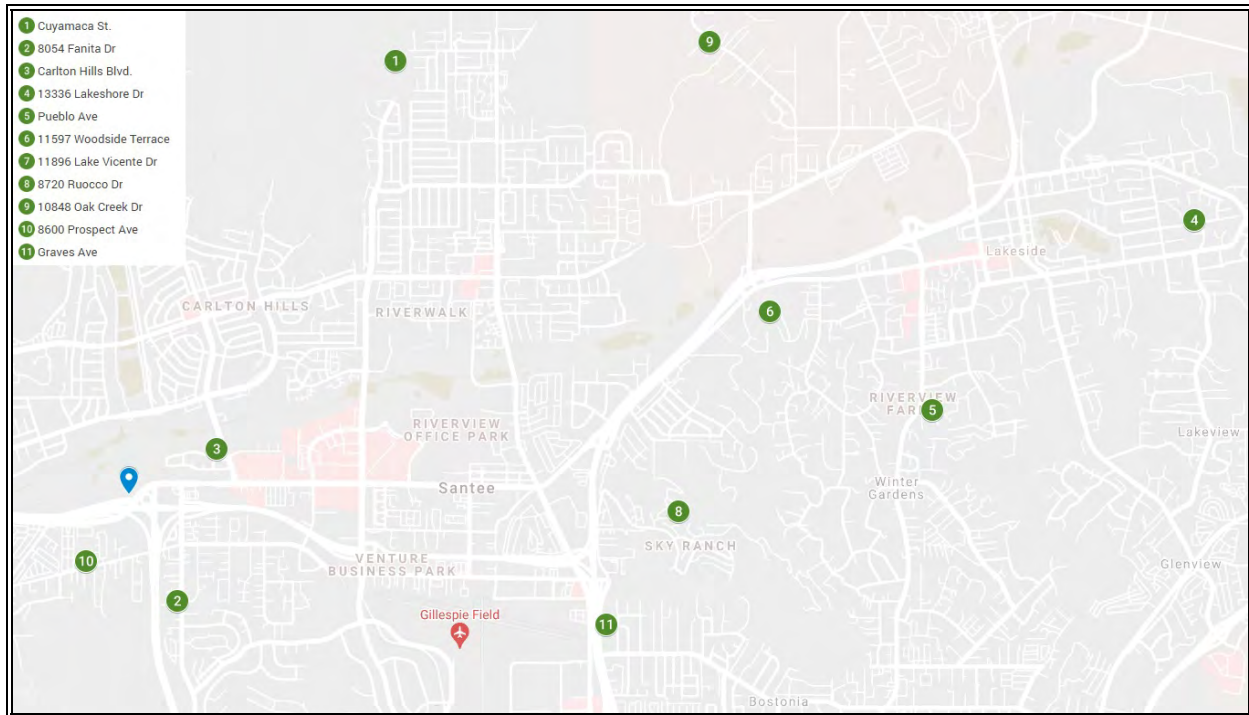 1 Cuyamaca St.
2 8054 Fanita Dr
3 Carlton Hills Blvd.
4 13336 Lakeshore Dr
5 Pueblo Ave
6 11597 Woodside Terrace
7 11896 Lake Vicente Dr
8 8720 Ruocco Dr
9 10848 Oak Creek Dr
10 8600 Prospect Ave
11 Graves Ave
9
1
4
Lakeside
CARLTON HILLS
RIVERWALK
6
RIVERVIEW
5
RIVERVIEW
OFFICE PARK
Lakeview
3
Santee
Winter
Gardens
8
SKY RANCH
10
VENTURE
BUSINESS PARK
Glenview
2
Gillespie Field
11
Bostonia